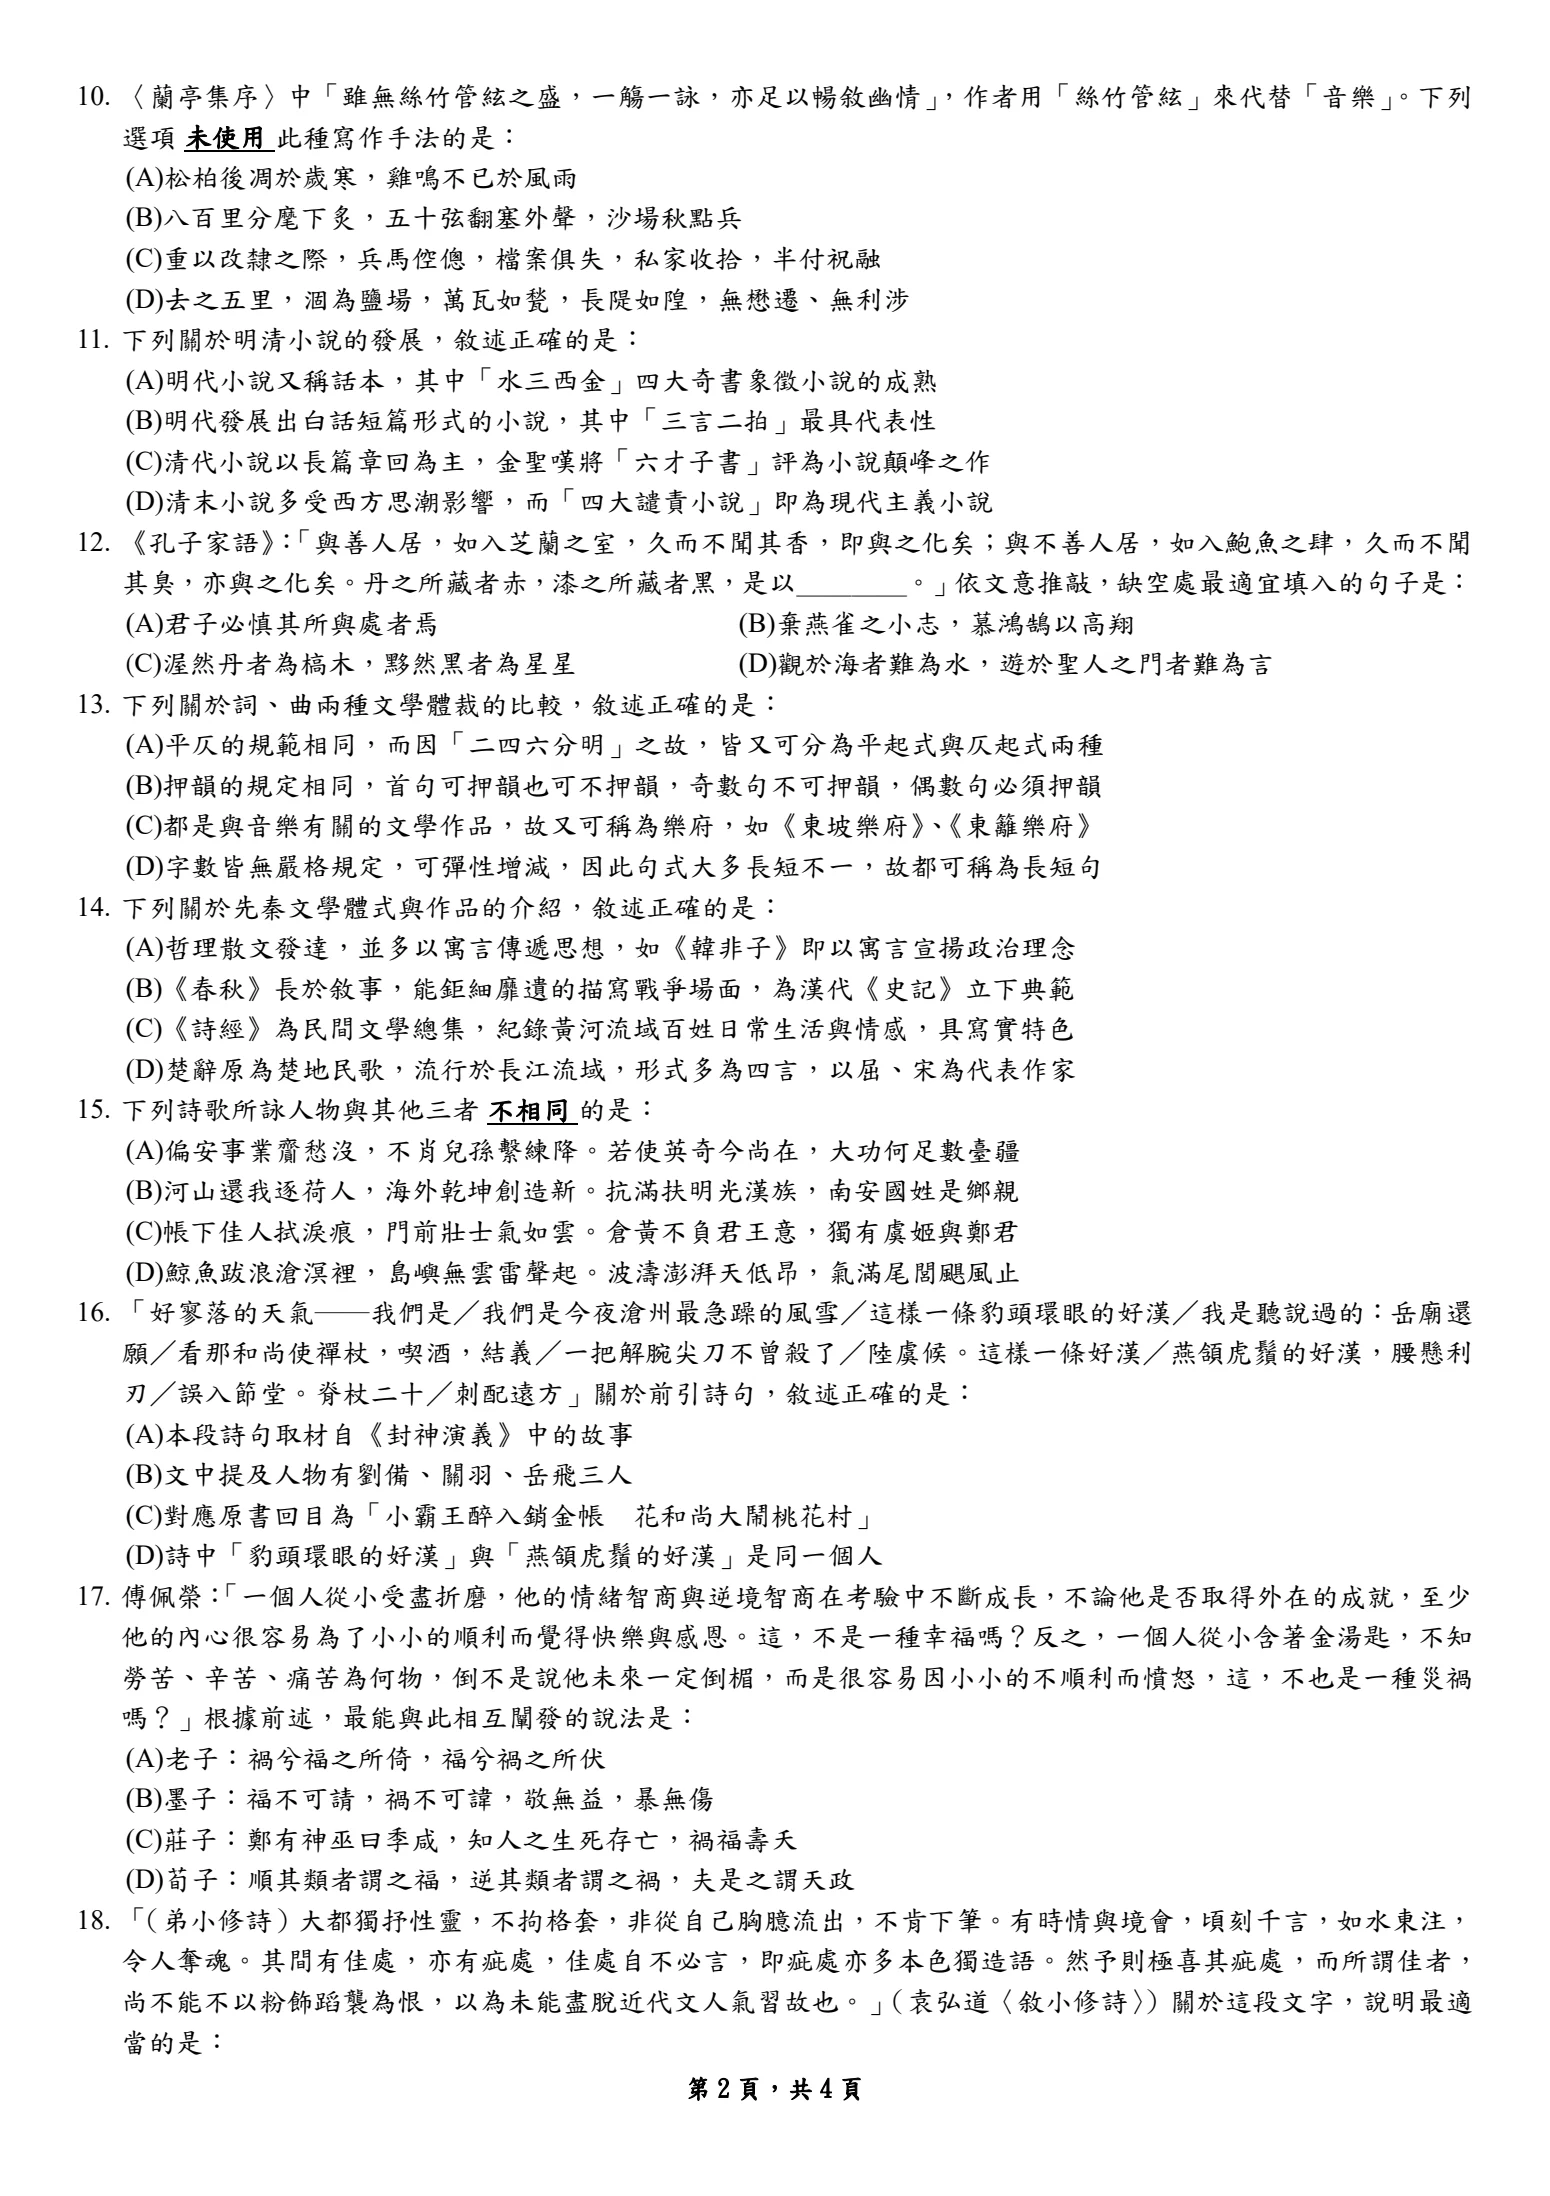 10. 〈蘭亭集序〉中「雖無絲竹管絃之盛，一觴一詠，亦足以暢敘幽情」，作者用「絲竹管絃」來代替「音樂」。下列
選項 未使用 此種寫作手法的是：
(A)松柏後凋於歲寒，雞鳴不已於風雨
(B)八百里分麾下炙，五十弦翻塞外聲，沙場秋點兵
(C)重以改隸之際，兵馬倥傯，檔案俱失，私家收拾，半付祝融
(D)去之五里，涸為鹽場，萬瓦如甃，長隄如隍，無懋遷、無利涉
11. 下列關於明清小說的發展，敘述正確的是：
(A)明代小說又稱話本，其中「水三西金」四大奇書象徵小說的成熟
(B)明代發展出白話短篇形式的小說，其中「三言二拍」最具代表性
(C)清代小說以長篇章回為主，金聖嘆將「六才子書」評為小說顛峰之作
(D)清末小說多受西方思潮影響，而「四大譴責小說」即為現代主義小說
12. 《孔子家語》：「與善人居，如入芝蘭之室，久而不聞其香，即與之化矣；與不善人居，如入鮑魚之肆，久而不聞
其臭，亦與之化矣。丹之所藏者赤，漆之所藏者黑，是以________。」依文意推敲，缺空處最適宜填入的句子是：
(A)君子必慎其所與處者焉 (B)棄燕雀之小志，慕鴻鵠以高翔
(C)渥然丹者為槁木，黟然黑者為星星 (D)觀於海者難為水，遊於聖人之門者難為言
13. 下列關於詞、曲兩種文學體裁的比較，敘述正確的是：
(A)平仄的規範相同，而因「二四六分明」之故，皆又可分為平起式與仄起式兩種
(B)押韻的規定相同，首句可押韻也可不押韻，奇數句不可押韻，偶數句必須押韻
(C)都是與音樂有關的文學作品，故又可稱為樂府，如《東坡樂府》、《東籬樂府》
(D)字數皆無嚴格規定，可彈性增減，因此句式大多長短不一，故都可稱為長短句
14. 下列關於先秦文學體式與作品的介紹，敘述正確的是：
(A)哲理散文發達，並多以寓言傳遞思想，如《韓非子》即以寓言宣揚政治理念
(B)《春秋》長於敘事，能鉅細靡遺的描寫戰爭場面，為漢代《史記》立下典範
(C)《詩經》為民間文學總集，紀錄黃河流域百姓日常生活與情感，具寫實特色
(D)楚辭原為楚地民歌，流行於長江流域，形式多為四言，以屈、宋為代表作家
15. 下列詩歌所詠人物與其他三者 不相同 的是：
(A)偏安事業齎愁沒，不肖兒孫繫練降。若使英奇今尚在，大功何足數臺疆
(B)河山還我逐荷人，海外乾坤創造新。抗滿扶明光漢族，南安國姓是鄉親
(C)帳下佳人拭淚痕，門前壯士氣如雲。倉黃不負君王意，獨有虞姬與鄭君
(D)鯨魚跋浪滄溟裡，島嶼無雲雷聲起。波濤澎湃天低昂，氣滿尾閭颶風止
16. 「好寥落的天氣──我們是／我們是今夜滄州最急躁的風雪／這樣一條豹頭環眼的好漢／我是聽說過的：岳廟還
願／看那和尚使禪杖，喫酒，結義／一把解腕尖刀不曾殺了／陸虞候。這樣一條好漢／燕頷虎鬚的好漢，腰懸利
刃／誤入節堂。脊杖二十／刺配遠方」關於前引詩句，敘述正確的是：
(A)本段詩句取材自《封神演義》中的故事
(B)文中提及人物有劉備、關羽、岳飛三人
(C)對應原書回目為「小霸王醉入銷金帳　花和尚大鬧桃花村」
(D)詩中「豹頭環眼的好漢」與「燕頷虎鬚的好漢」是同一個人
17. 傅佩榮：「一個人從小受盡折磨，他的情緒智商與逆境智商在考驗中不斷成長，不論他是否取得外在的成就，至少
他的內心很容易為了小小的順利而覺得快樂與感恩。這，不是一種幸福嗎？反之，一個人從小含著金湯匙，不知
勞苦、辛苦、痛苦為何物，倒不是說他未來一定倒楣，而是很容易因小小的不順利而憤怒，這，不也是一種災禍
嗎？」根據前述，最能與此相互闡發的說法是：
(A)老子：禍兮福之所倚，福兮禍之所伏
(B)墨子：福不可請，禍不可諱，敬無益，暴無傷
(C)莊子：鄭有神巫曰季咸，知人之生死存亡，禍福壽夭
(D)荀子：順其類者謂之福，逆其類者謂之禍，夫是之謂天政
18. 「（弟小修詩）大都獨抒性靈，不拘格套，非從自己胸臆流出，不肯下筆。有時情與境會，頃刻千言，如水東注，
令人奪魂。其間有佳處，亦有疵處，佳處自不必言，即疵處亦多本色獨造語。然予則極喜其疵處，而所謂佳者，
尚不能不以粉飾蹈襲為恨，以為未能盡脫近代文人氣習故也。」（袁弘道〈敘小修詩〉）關於這段文字，說明最適
當的是：
第 2 頁，共 4 頁